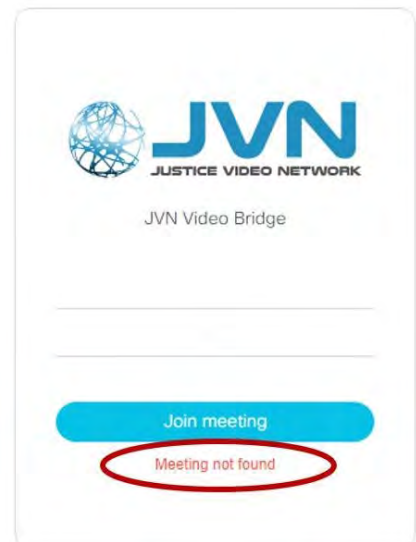 JVN
JUSTICE VIDEO NETWORK
JVN Video Bridge
Join meeting
Meeting not found